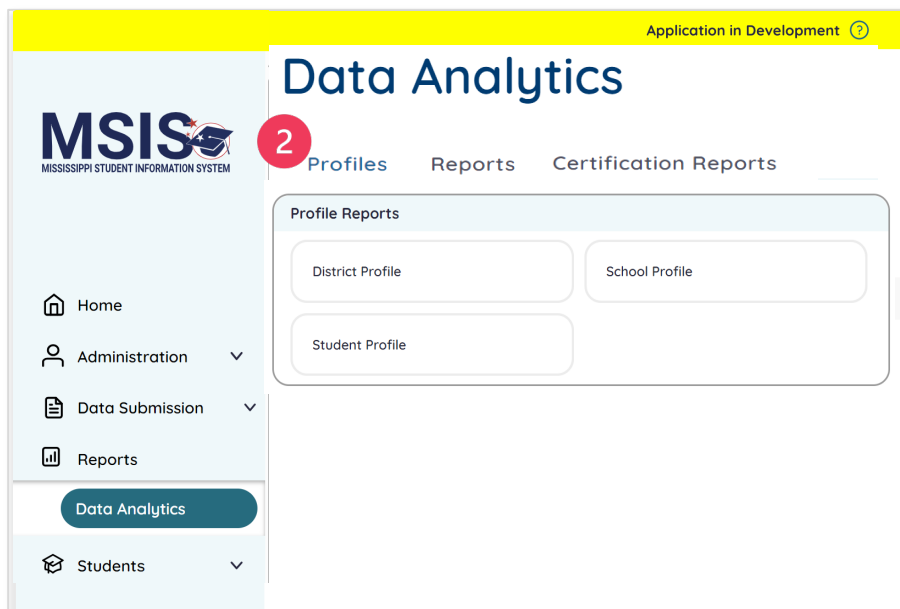 Application in Development ?
Data Analytics
MSIS
MISSISSIPPI STUDENT INFORMATION SYSTEM
2
Profiles Reports Certification Reports
Profile Reports
District Profile School Profile
Student Profile
Home
Administration
Data Submission
Reports
Data Analytics
Students